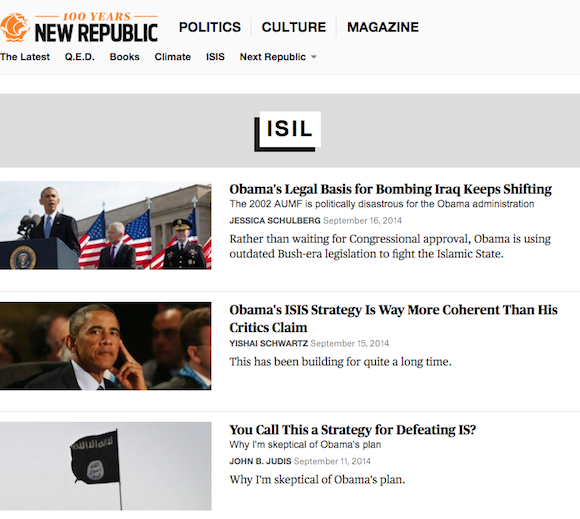 100 YEARS
NEW REPUBLIC
POLITICS CULTURE MAGAZINE
The Latest Q.E.D. Books Climate ISIS Next Republic
ISIL
Obama's Legal Basis for Bombing Iraq Keeps Shifting
The 2002 AUMF is politically disastrous for the Obama administration
JESSICA SCHULBERG September 16, 2014
Rather than waiting for Congressional approval, Obama is using
outdated Bush-era legislation to fight the Islamic State.
Obama's ISIS Strategy Is Way More Coherent Than His
Critics Claim
YISHAI SCHWARTZ September 15, 2014
This has been building for quite a long time.
You Call This a Strategy for Defeating IS?
Why I'm skeptical of Obama's plan
JOHN B. JUDIS September 11, 2014
Why I'm skeptical of Obama's plan.